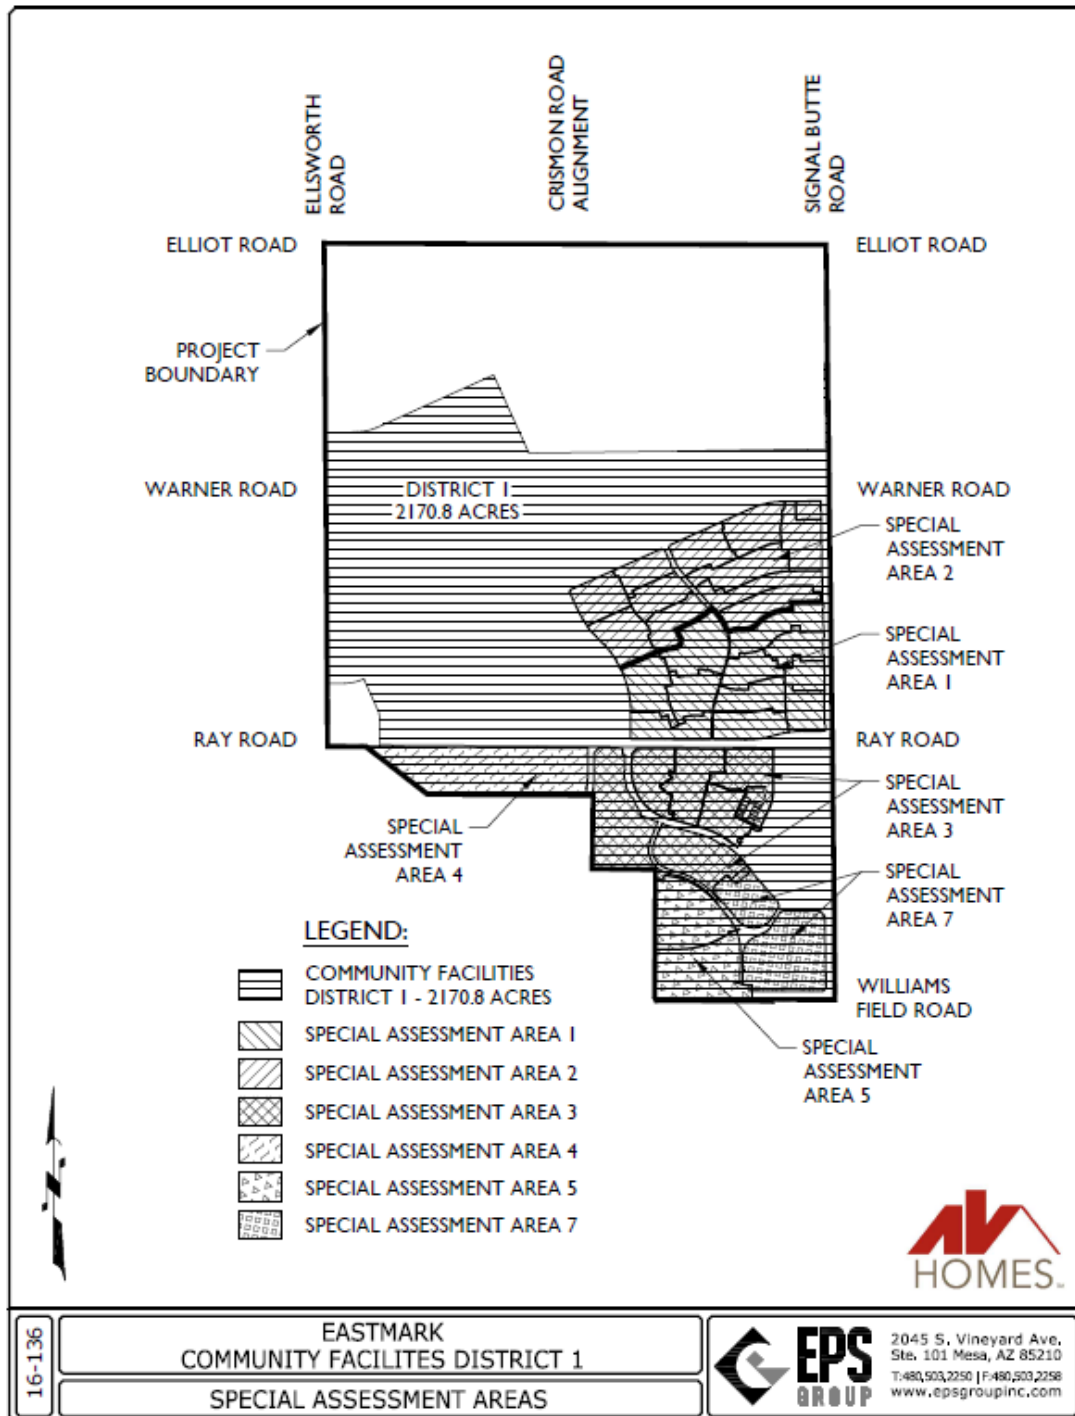 ELLSWORTH
ROAD
CRISMON ROAD
ALIGNMENT
SIGNAL BUTTE
ROAD
ELLIOT ROAD
ELLIOT ROAD
PROJECT
BOUNDARY
WARNER ROAD
DISTRICT 1
2170.8 ACRES
WARNER ROAD
SPECIAL
ASSESSMENT
AREA 2
SPECIAL
ASSESSMENT
AREA 1
RAY ROAD
RAY ROAD
SPECIAL
ASSESSMENT
AREA 3
SPECIAL
ASSESSMENT
AREA 4
SPECIAL
ASSESSMENT
AREA 7
LEGEND:
COMMUNITY FACILITIES
DISTRICT 1 - 2170.8 ACRES
SPECIAL ASSESSMENT AREA 1
SPECIAL ASSESSMENT AREA 2
SPECIAL ASSESSMENT AREA 3
SPECIAL ASSESSMENT AREA 4
SPECIAL ASSESSMENT AREA 5
SPECIAL ASSESSMENT AREA 7
WILLIAMS
FIELD ROAD
SPECIAL
ASSESSMENT
AREA 5
AV
HOMES
16-136
EASTMARK
COMMUNITY FACILITES DISTRICT 1
SPECIAL ASSESSMENT AREAS
EPS
GROUP
2045 S. Vineyard Ave.
Ste. 101 Mesa, AZ 85210
T:480.503.2250 | F:480.503.2258
www.epsgroupinc.com